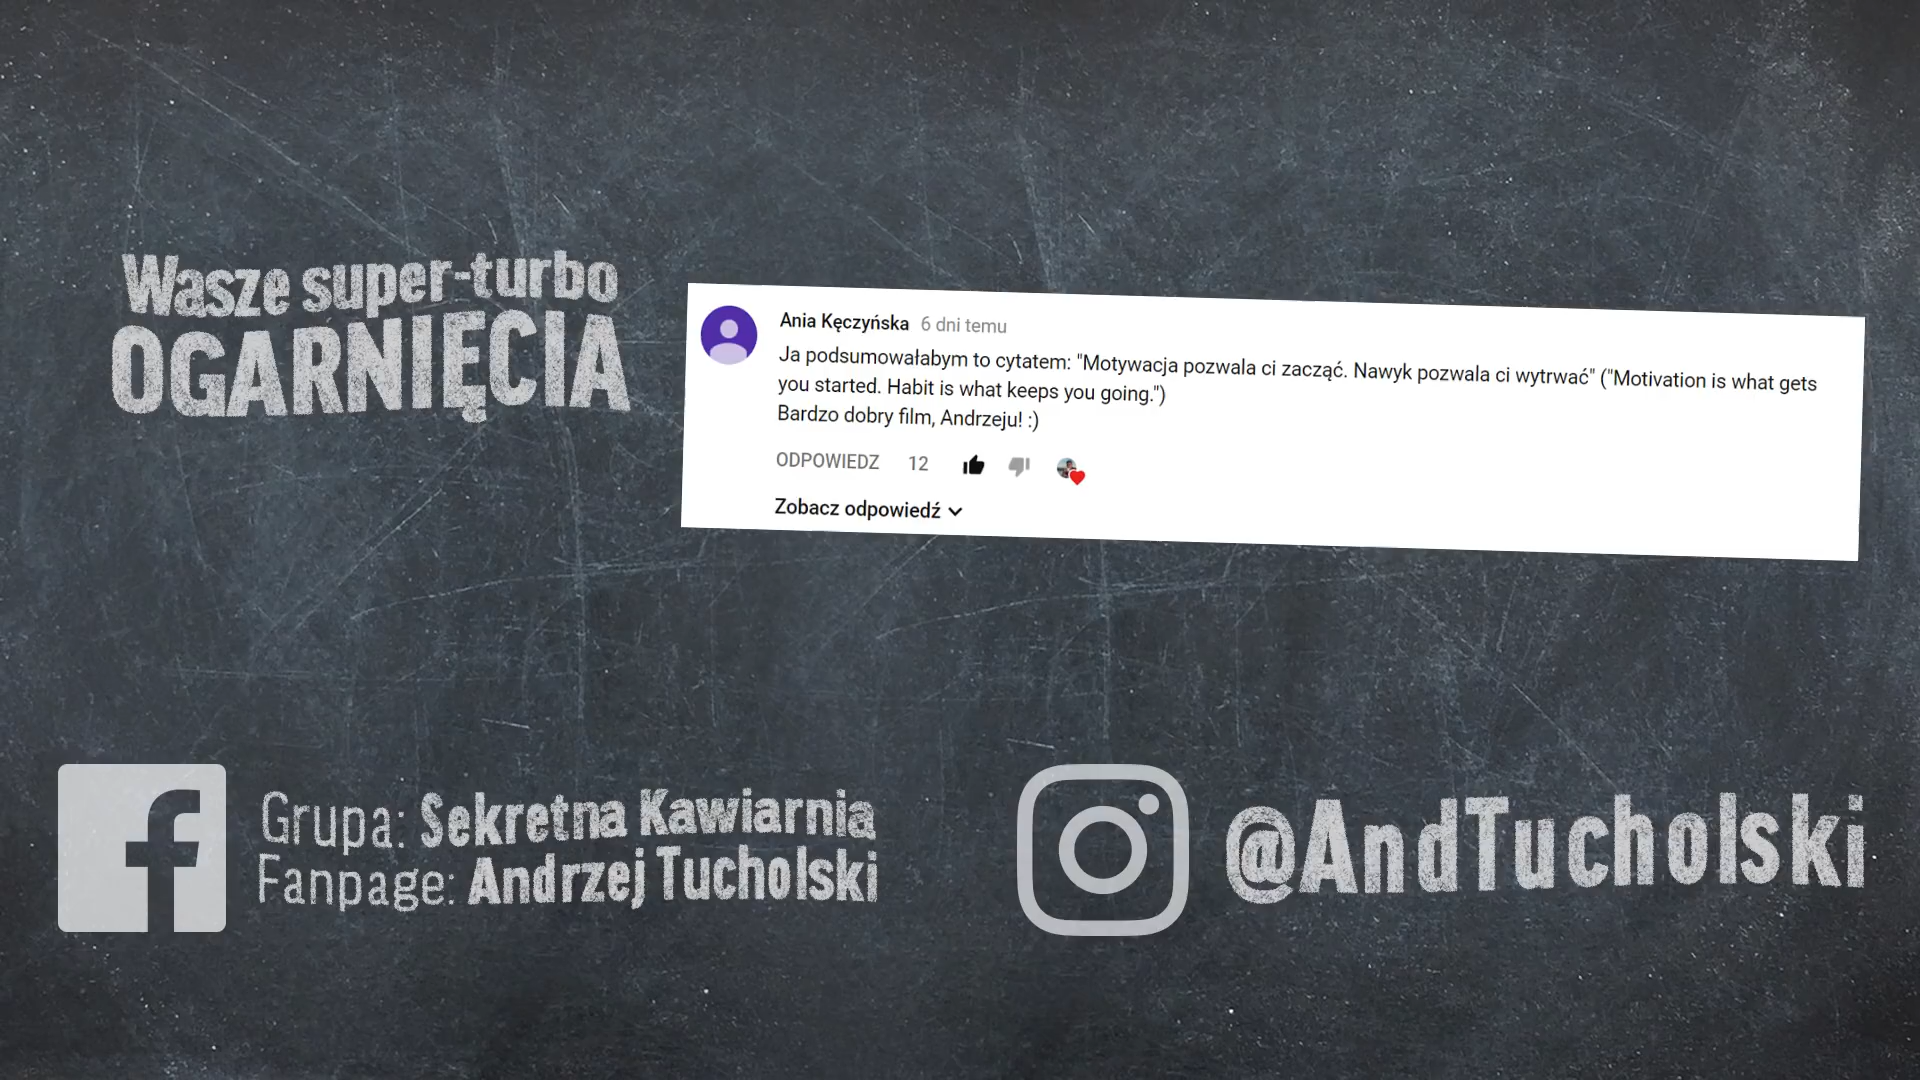 Wasze super-turbo
OGARNIĘCIA
Ania Kęczyńska 6 dni temu
Ja podsumowałabym to cytatem: "Motywacja pozwala ci zacząć. Nawyk pozwala ci wytrwać" ("Motivation is what gets
you started. Habit is what keeps you going.")
Bardzo dobry film, Andrzeju! :)
ODPOWIEDZ 12
Zobacz odpowiedź
Grupa: Sekretna Kawiarnia
Fanpage: Andrzej Tucholski
@AndTucholski